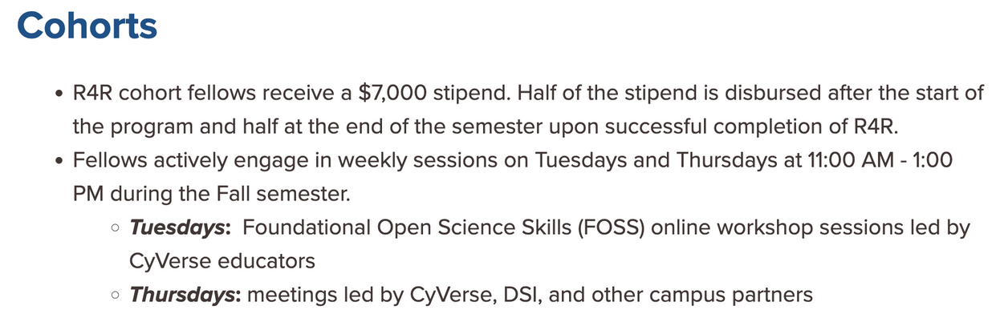 Cohorts
• R4R cohort fellows receive a $7,000 stipend. Half of the stipend is disbursed after the start of
the program and half at the end of the semester upon successful completion of R4R.
• Fellows actively engage in weekly sessions on Tuesdays and Thursdays at 11:00 AM - 1:00
PM during the Fall semester.
○ Tuesdays:  Foundational Open Science Skills (FOSS) online workshop sessions led by
CyVerse educators
○ Thursdays: meetings led by CyVerse, DSI, and other campus partners